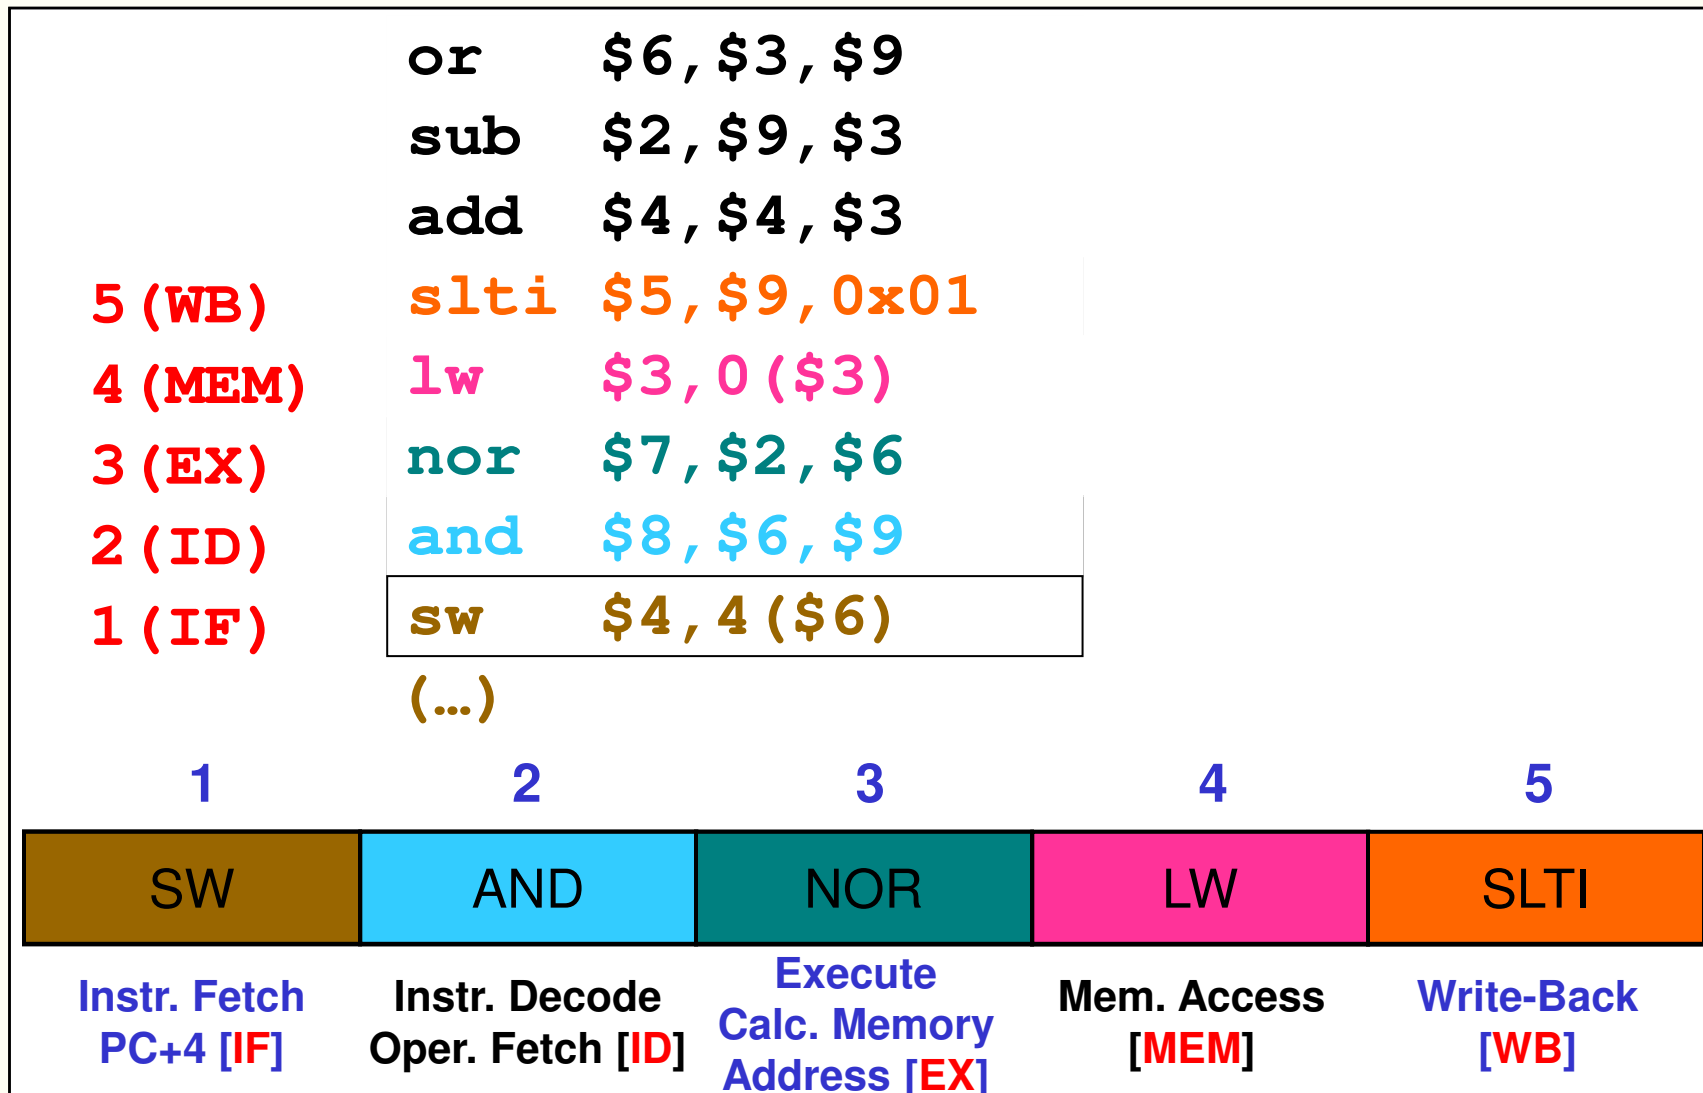 or $6,$3,$9
sub $2,$9,$3
add $4,$4,$3
5(WB) slti $5,$9,0x01
4(MEM) lw $3,0($3)
3(EX) nor $7,$2,$6
2(ID) and $8,$6,$9
1(IF) sw $4,4($6)
(…)
1 2 3 4 5
SW AND NOR LW SLTI
Instr. Fetch
PC+4 [IF]
Instr. Decode
Oper. Fetch [ID]
Execute
Calc. Memory
Address [EX]
Mem. Access
[MEM]
Write-Back
[WB]